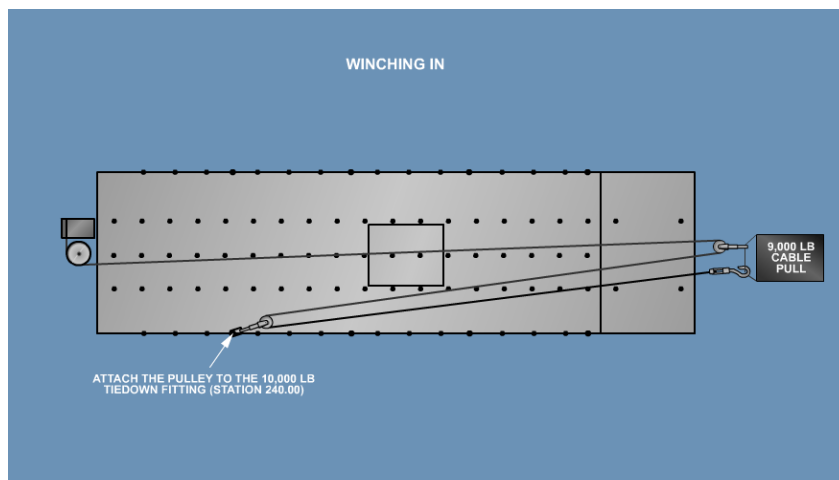 WINCHING IN
9,000 LB
CABLE
PULL
ATTACH THE PULLEY TO THE 10,000 LB
TIEDOWN FITTING (STATION 240.00)